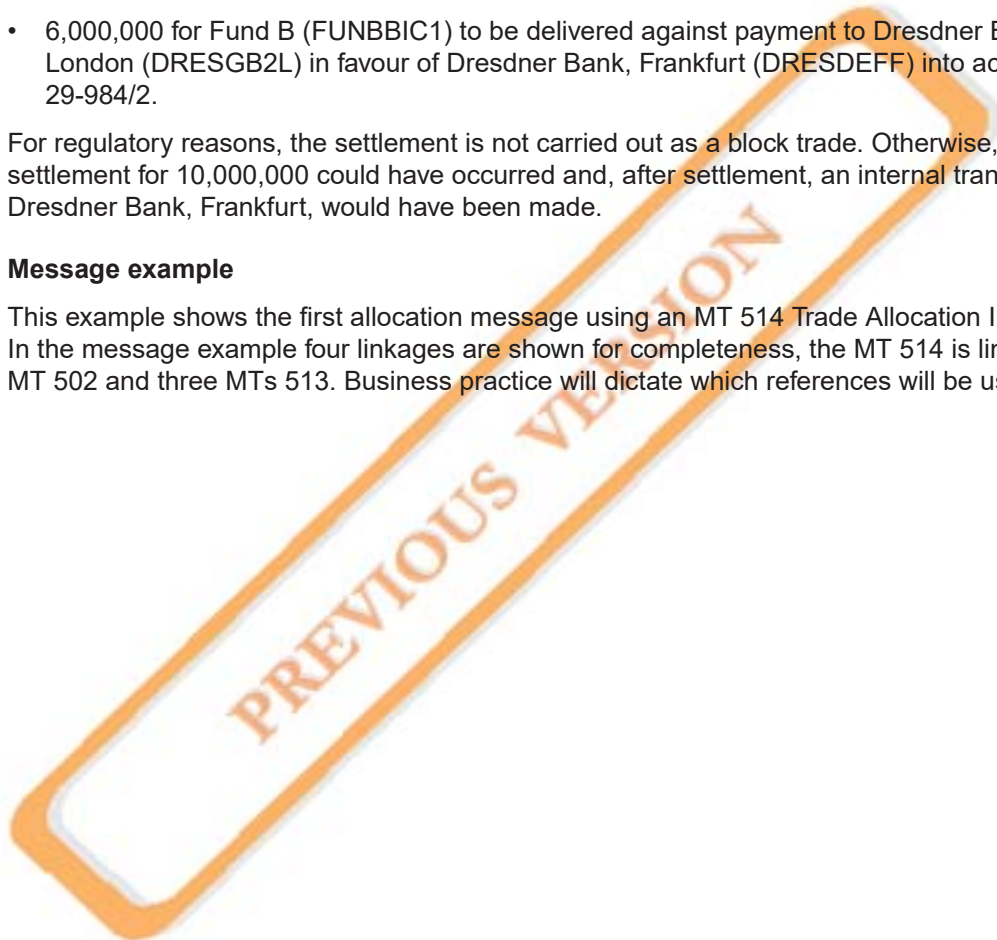 • 6,000,000 for Fund B (FUNBBIC1) to be delivered against payment to Dresdner
London (DRESGB2L) in favour of Dresdner Bank, Frankfurt (DRESDEFF) into
29-984/2.
For regulatory reasons, the settlement is not carried out as a block trade. Otherwise,
settlement for 10,000,000 could have occurred and, after settlement, an internal
Dresdner Bank, Frankfurt, would have been made.
Message example
This example shows the first allocation message using an MT 514 Trade Allocation
In the message example four linkages are shown for completeness, the MT 514 is
MT 502 and three MTs 513. Business practice will dictate which references will be
PREVIOUS VERSION